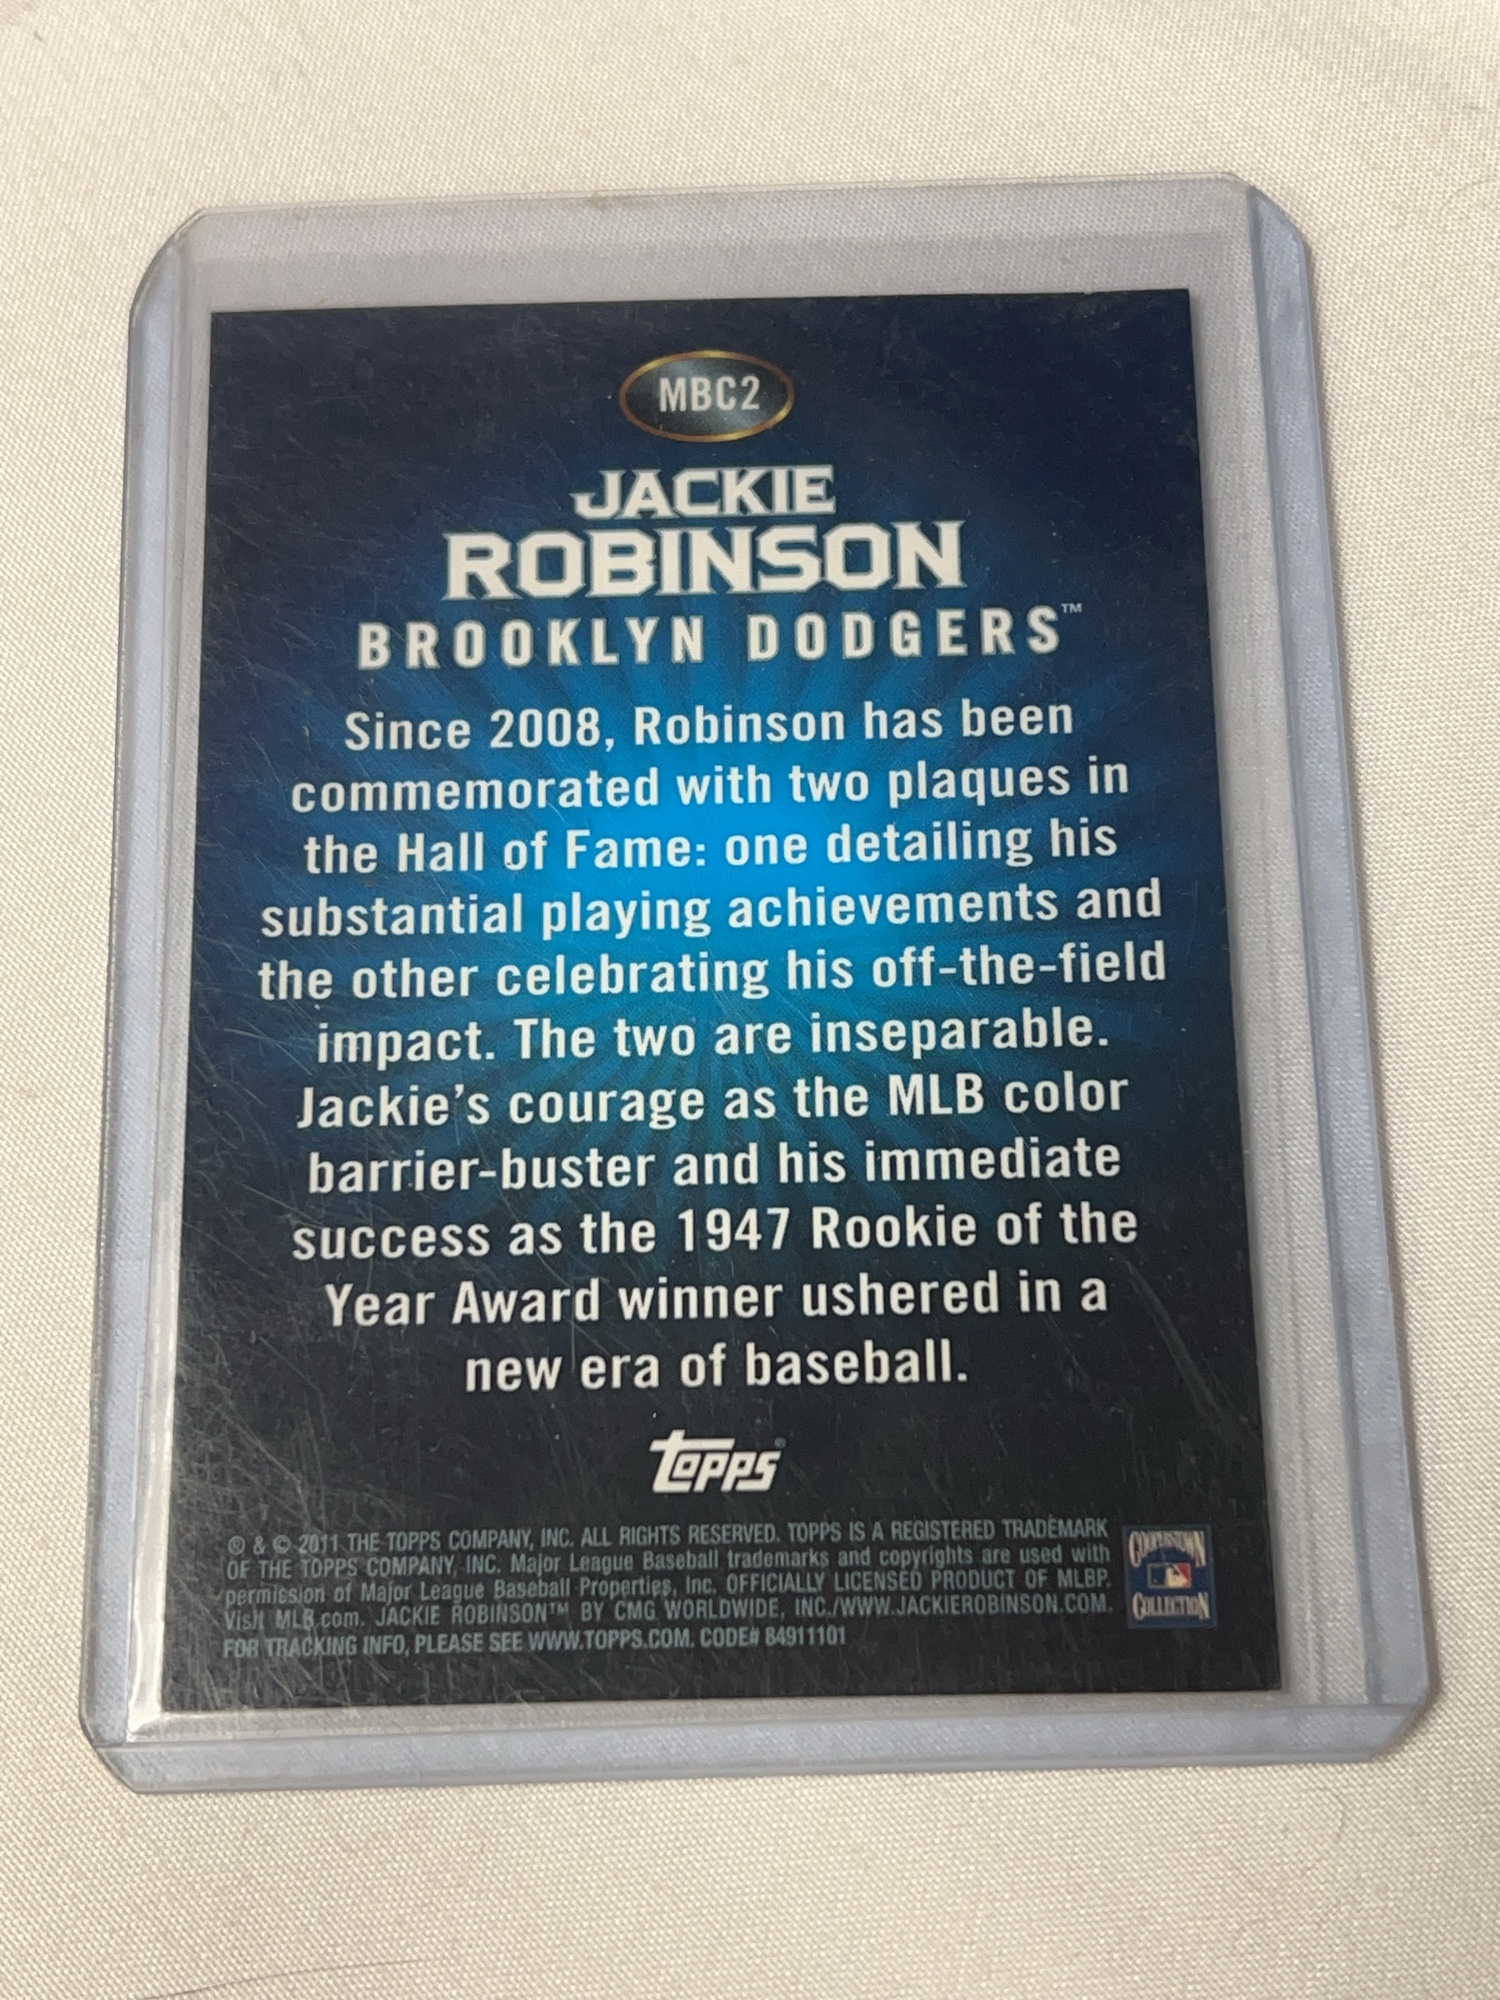 MBC2
JACKIE
ROBINSON
BROOKLYN DODGERS™
Since 2008, Robinson has been
commemorated with two plaques in
the Hall of Fame: one detailing his
substantial playing achievements and
the other celebrating his off-the-field
impact. The two are inseparable.
Jackie's courage as the MLB color
barrier-buster and his immediate
success as the 1947 Rookie of the
Year Award winner ushered in a
new era of baseball.
Topps®
® & © 2011 THE TOPPS COMPANY, INC. ALL RIGHTS RESERVED. TOPPS IS A REGISTERED TRADEMARK
OF THE TOPPS COMPANY, INC. Major League Baseball trademarks and copyrights are used with
permission of Major League Baseball Properties, Inc. OFFICIALLY LICENSED PRODUCT OF MLBP.
Visit MLB.com. JACKIE ROBINSON™ BY CMG WORLDWIDE, INC./WWW.JACKIEROBINSON.COM.
FOR TRACKING INFO, PLEASE SEE WWW.TOPPS.COM. CODE# 84911101
COOPERSTOWN
COLLECTION